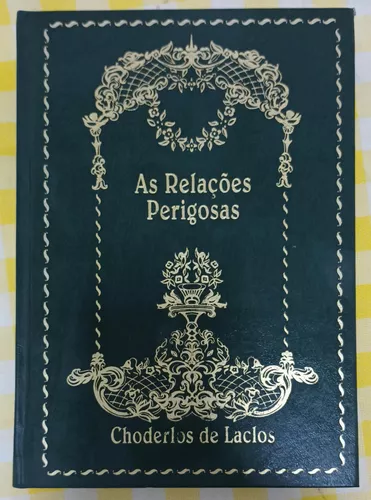 As Relações
Perigosas
Choderlos de Laclos